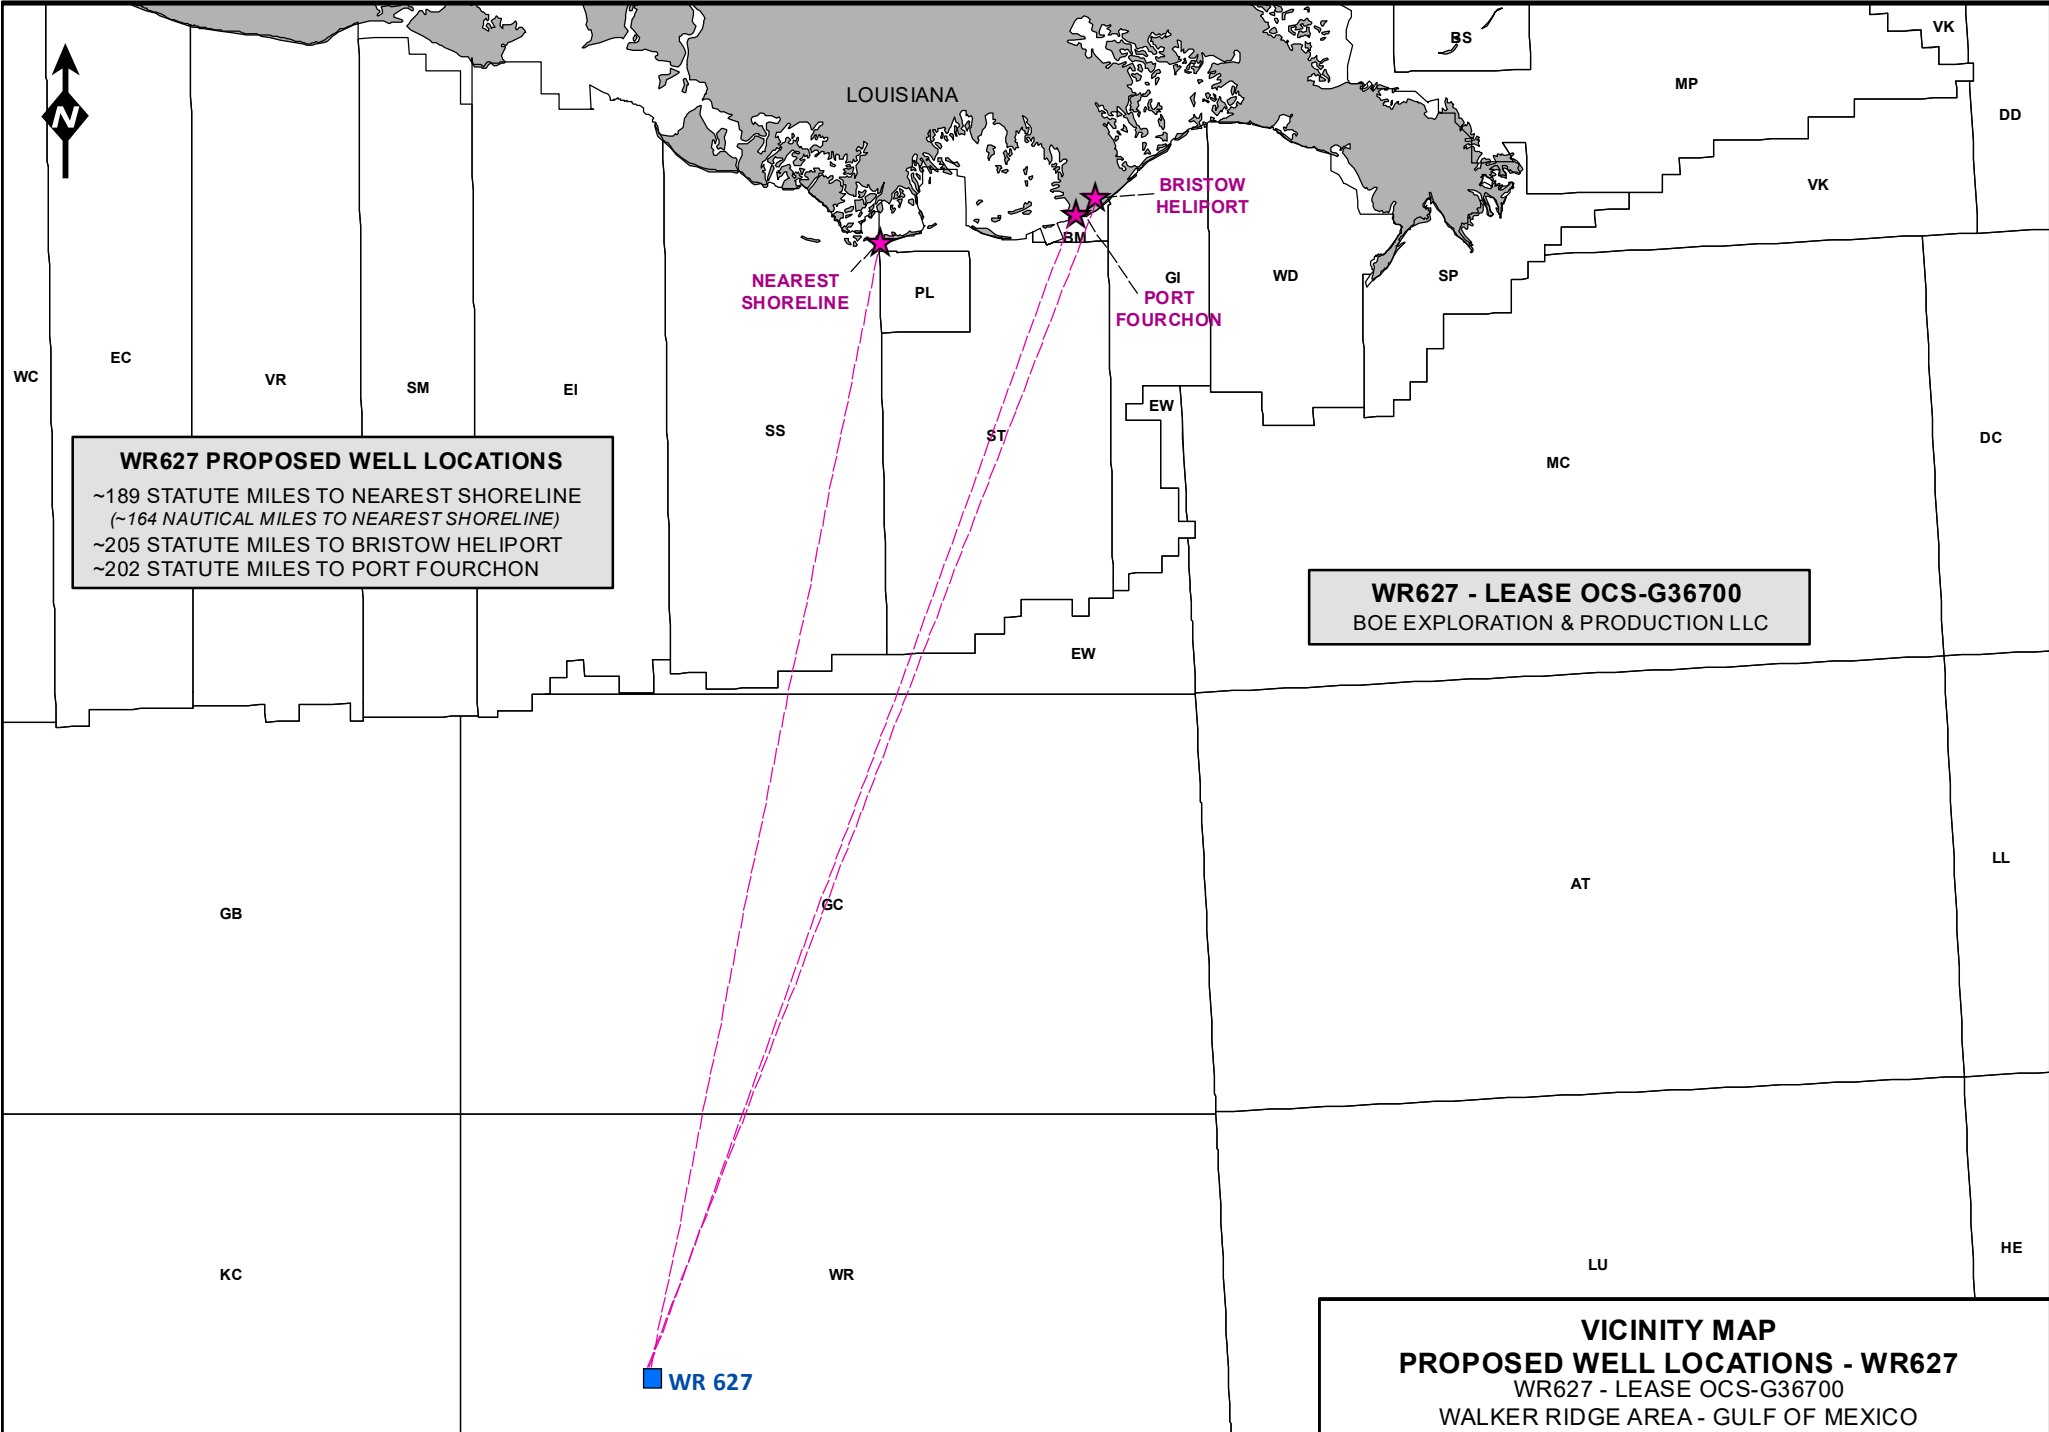 VK
BS
MP
LOUISIANA
N
DD
VK
BRISTOW
HELIPORT
BM
NEAREST
SHORELINE
PL
GI
WD
SP
PORT
FOURCHON
WC
EC
VR
SM
EI
SS
ST
EW
MC
DC
WR627 PROPOSED WELL LOCATIONS
~189 STATUTE MILES TO NEAREST SHORELINE
(~164 NAUTICAL MILES TO NEAREST SHORELINE)
~205 STATUTE MILES TO BRISTOW HELIPORT
~202 STATUTE MILES TO PORT FOURCHON
WR627 - LEASE OCS-G36700
BOE EXPLORATION & PRODUCTION LLC
EW
GB
GC
AT
LL
KC
WR
LU
HE
WR 627
VICINITY MAP
PROPOSED WELL LOCATIONS - WR627
WR627 - LEASE OCS-G36700
WALKER RIDGE AREA - GULF OF MEXICO